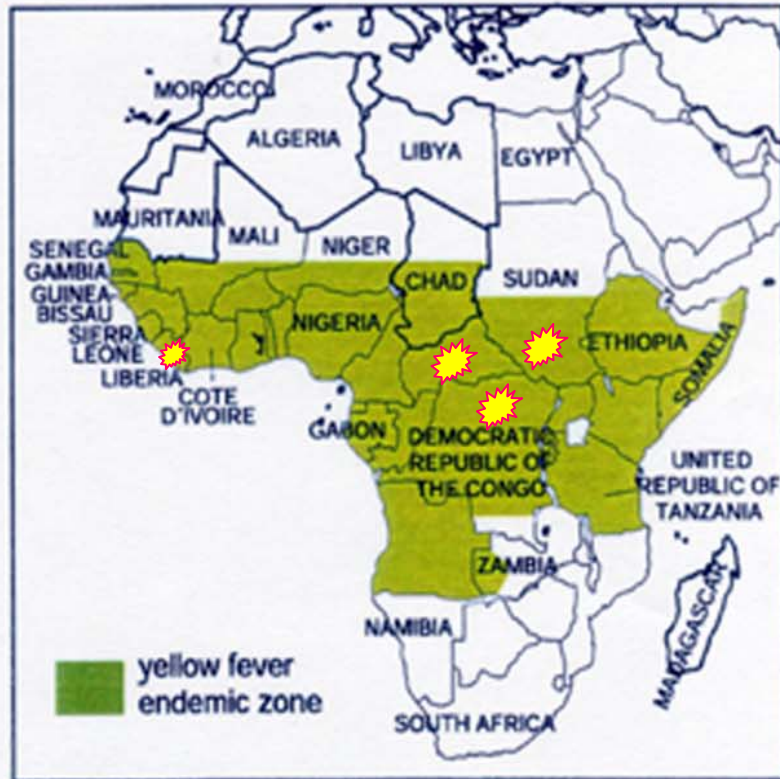 MOROCCO
ALGERIA
LIBYA
EGYPT
MAURITANIA
MALI
NIGER
CHAD
SUDAN
SENEGAL
GAMBIA
GUINEA-
BISSAU
SIERRA
LEONE
LIBERIA
COTE
D'IVOIRE
NIGERIA
ETHIOPIA
SOMALIA
GABON
DEMOCRATIC
REPUBLIC OF
THE CONGO
UNITED
REPUBLIC OF
TANZANIA
ZAMBIA
NAMIBIA
MADAGASCAR
SOUTH AFRICA
yellow fever
endemic zone